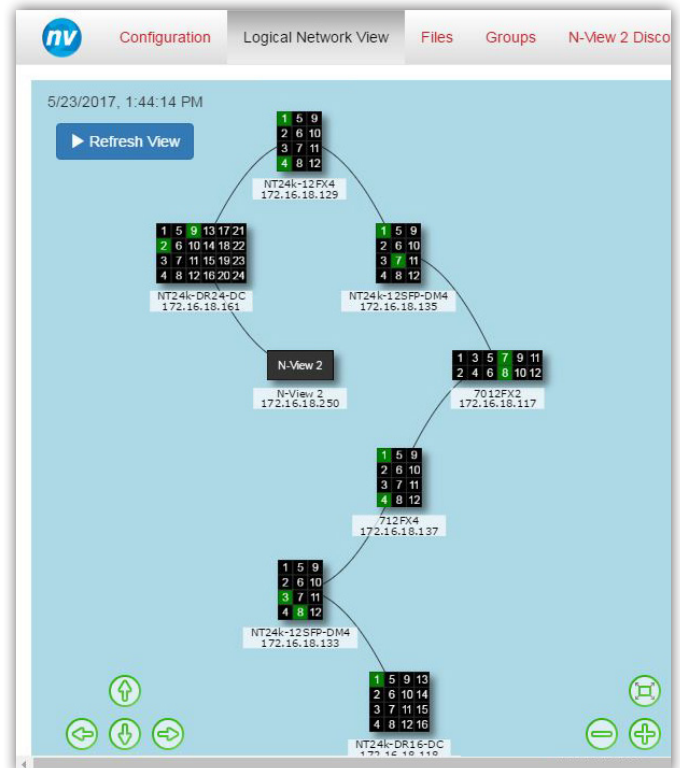 nv Configuration Logical Network View Files Groups N-View 2 Disco
5/23/2017, 1:44:14 PM
Refresh View
1 5 9
2 6 10
3 7 11
4 8 12
NT24k-12FX4
172.16.18.129
1 5 9 13 17 21
2 6 10 14 18 22
3 7 11 15 19 23
4 8 12 16 20 24
NT24k-DR24-DC
172.16.18.161
1 5 9
2 6 10
3 7 11
4 8 12
NT24k-12SFP-DM4
172.16.18.135
N-View 2
N-View 2
172.16.18.250
1 3 5 7 9 11
2 4 6 8 10 12
7012FX2
172.16.18.117
1 5 9
2 6 10
3 7 11
4 8 12
712FX4
172.16.18.137
1 5 9
2 6 10
3 7 11
4 8 12
NT24k-12SFP-DM4
172.16.18.133
1 5 9 13
2 6 10 14
3 7 11 15
4 8 12 16
NT24k-DR16-DC
172.16.18.118